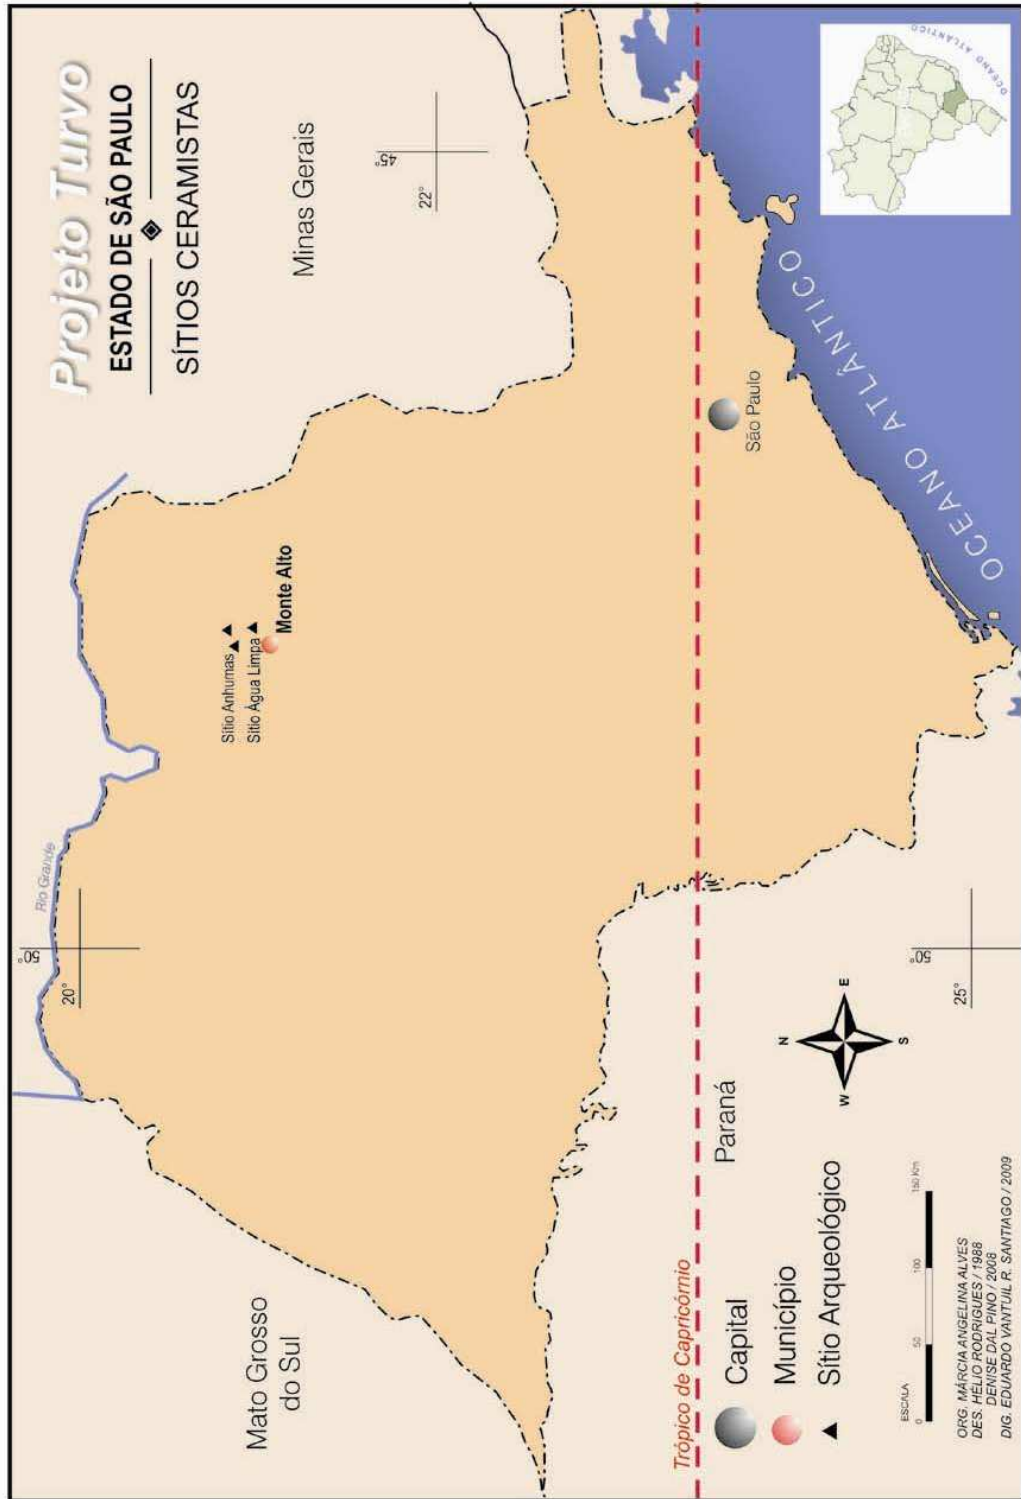 Projeto Turvo
ESTADO DE SÃO PAULO
SÍTIOS CERAMISTAS
Minas Gerais
45°
22°
OCEANO ATLÂNTICO
Rio Grande
50°
20°
Sítio Anhumas
Sítio Água Limpa
Monte Alto
São Paulo
OCEANO ATLÂNTICO
Mato Grosso
do Sul
Trópico de Capricórnio
Paraná
Capital
Município
Sítio Arqueológico
N
E
S
W
50°
25°
ESCALA
0 50 100 150 Km
ORG. MÁRCIA ANGELINA ALVES
DES. HÉLIO RODRIGUES / 1988
DENISE DAL PINO / 2008
DIG. EDUARDO VANTUIL R. SANTIAGO / 2009
OCEANO ATLÂNTICO